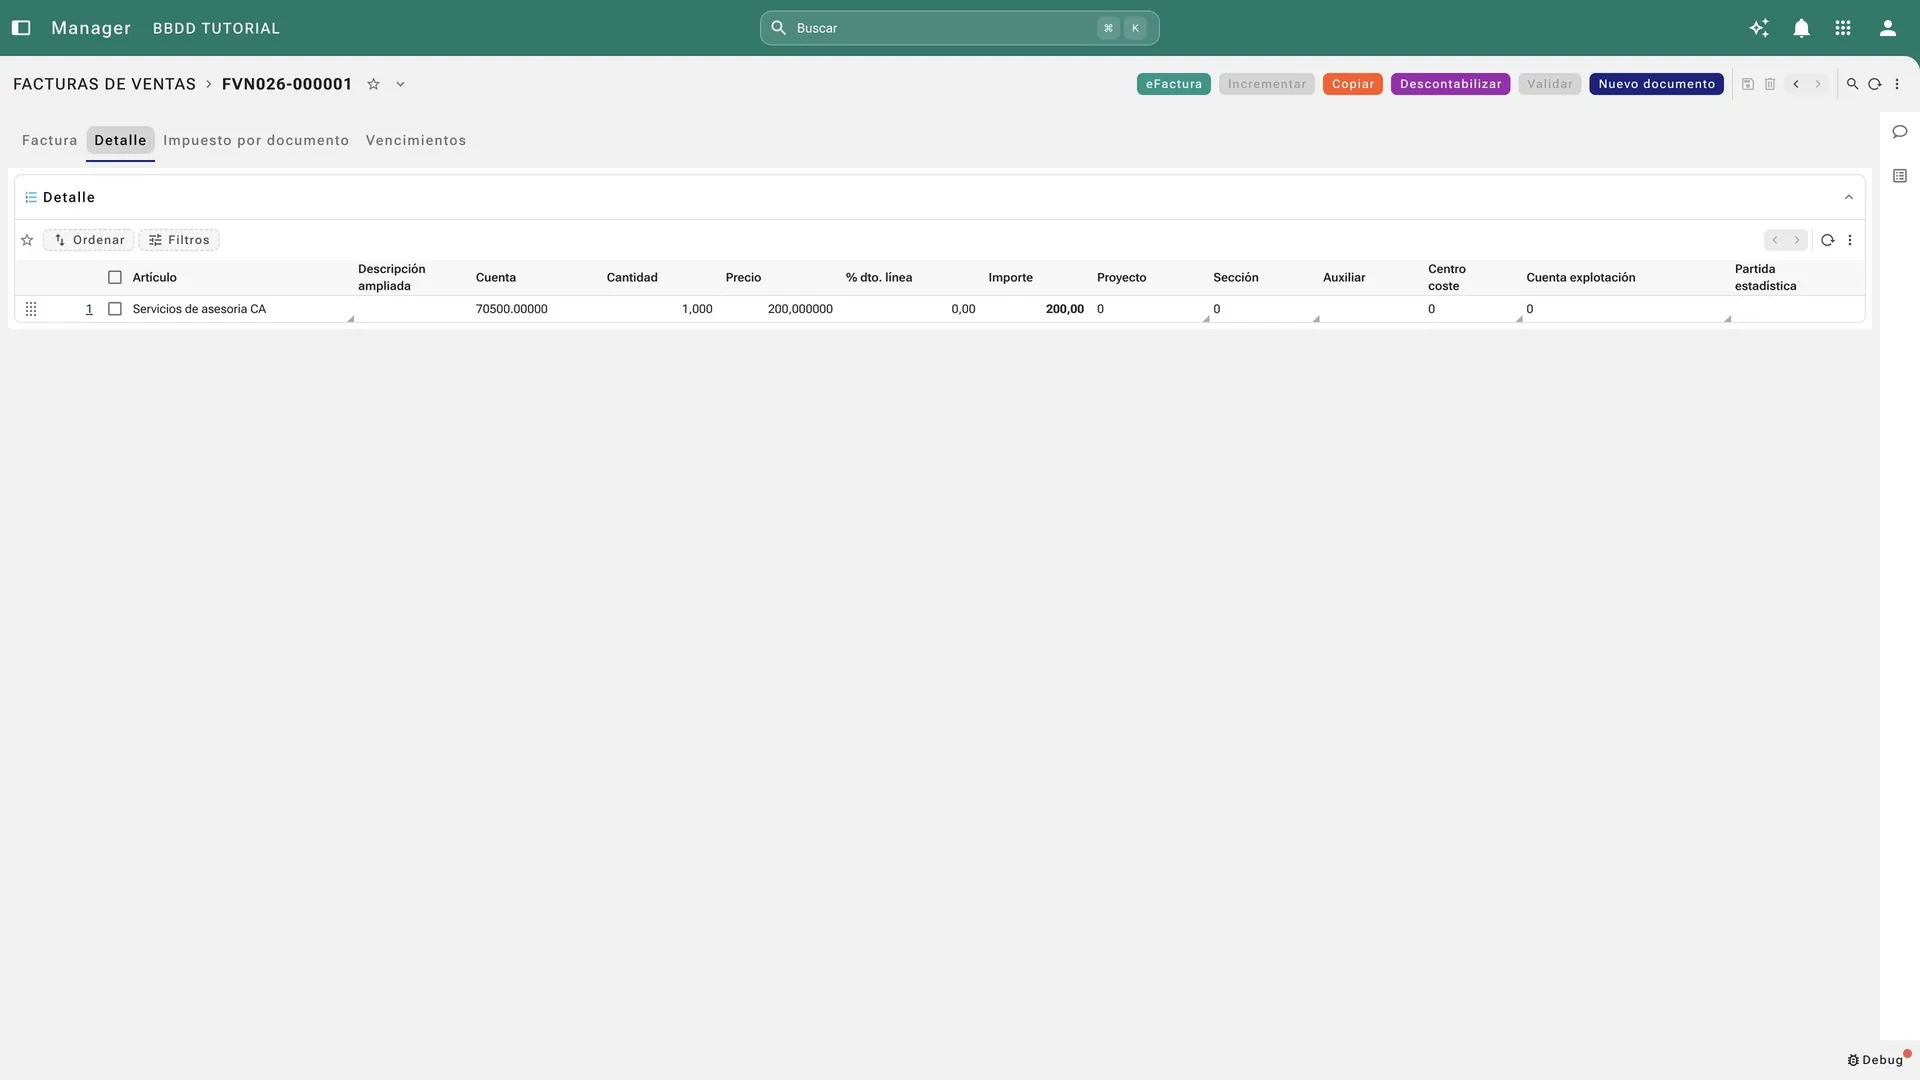 Manager BBDD TUTORIAL Buscar ⌘ K
FACTURAS DE VENTAS › FVN026-000001 eFactura Incrementar Copiar Descontabilizar Validar Nuevo documento
Factura Detalle Impuesto por documento Vencimientos
Detalle
Ordenar Filtros
Artículo Descripción ampliada Cuenta Cantidad Precio % dto. línea Importe Proyecto Sección Auxiliar Centro coste Cuenta explotación Partida estadística
1 Servicios de asesoria CA 70500.00000 1,000 200,000000 0,00 200,00 0 0 0 0
Debug